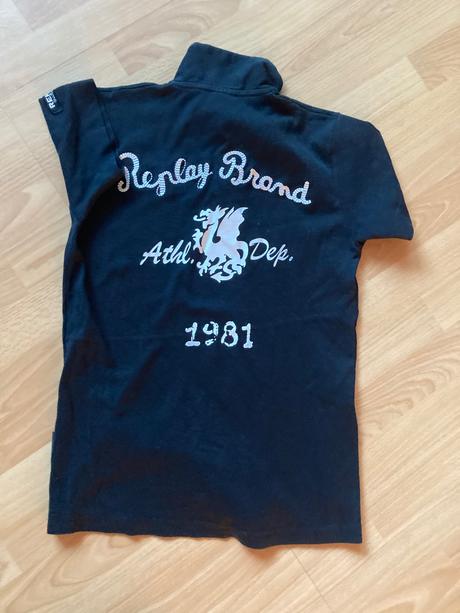 Replay Brand
Athl. Dep.
1981